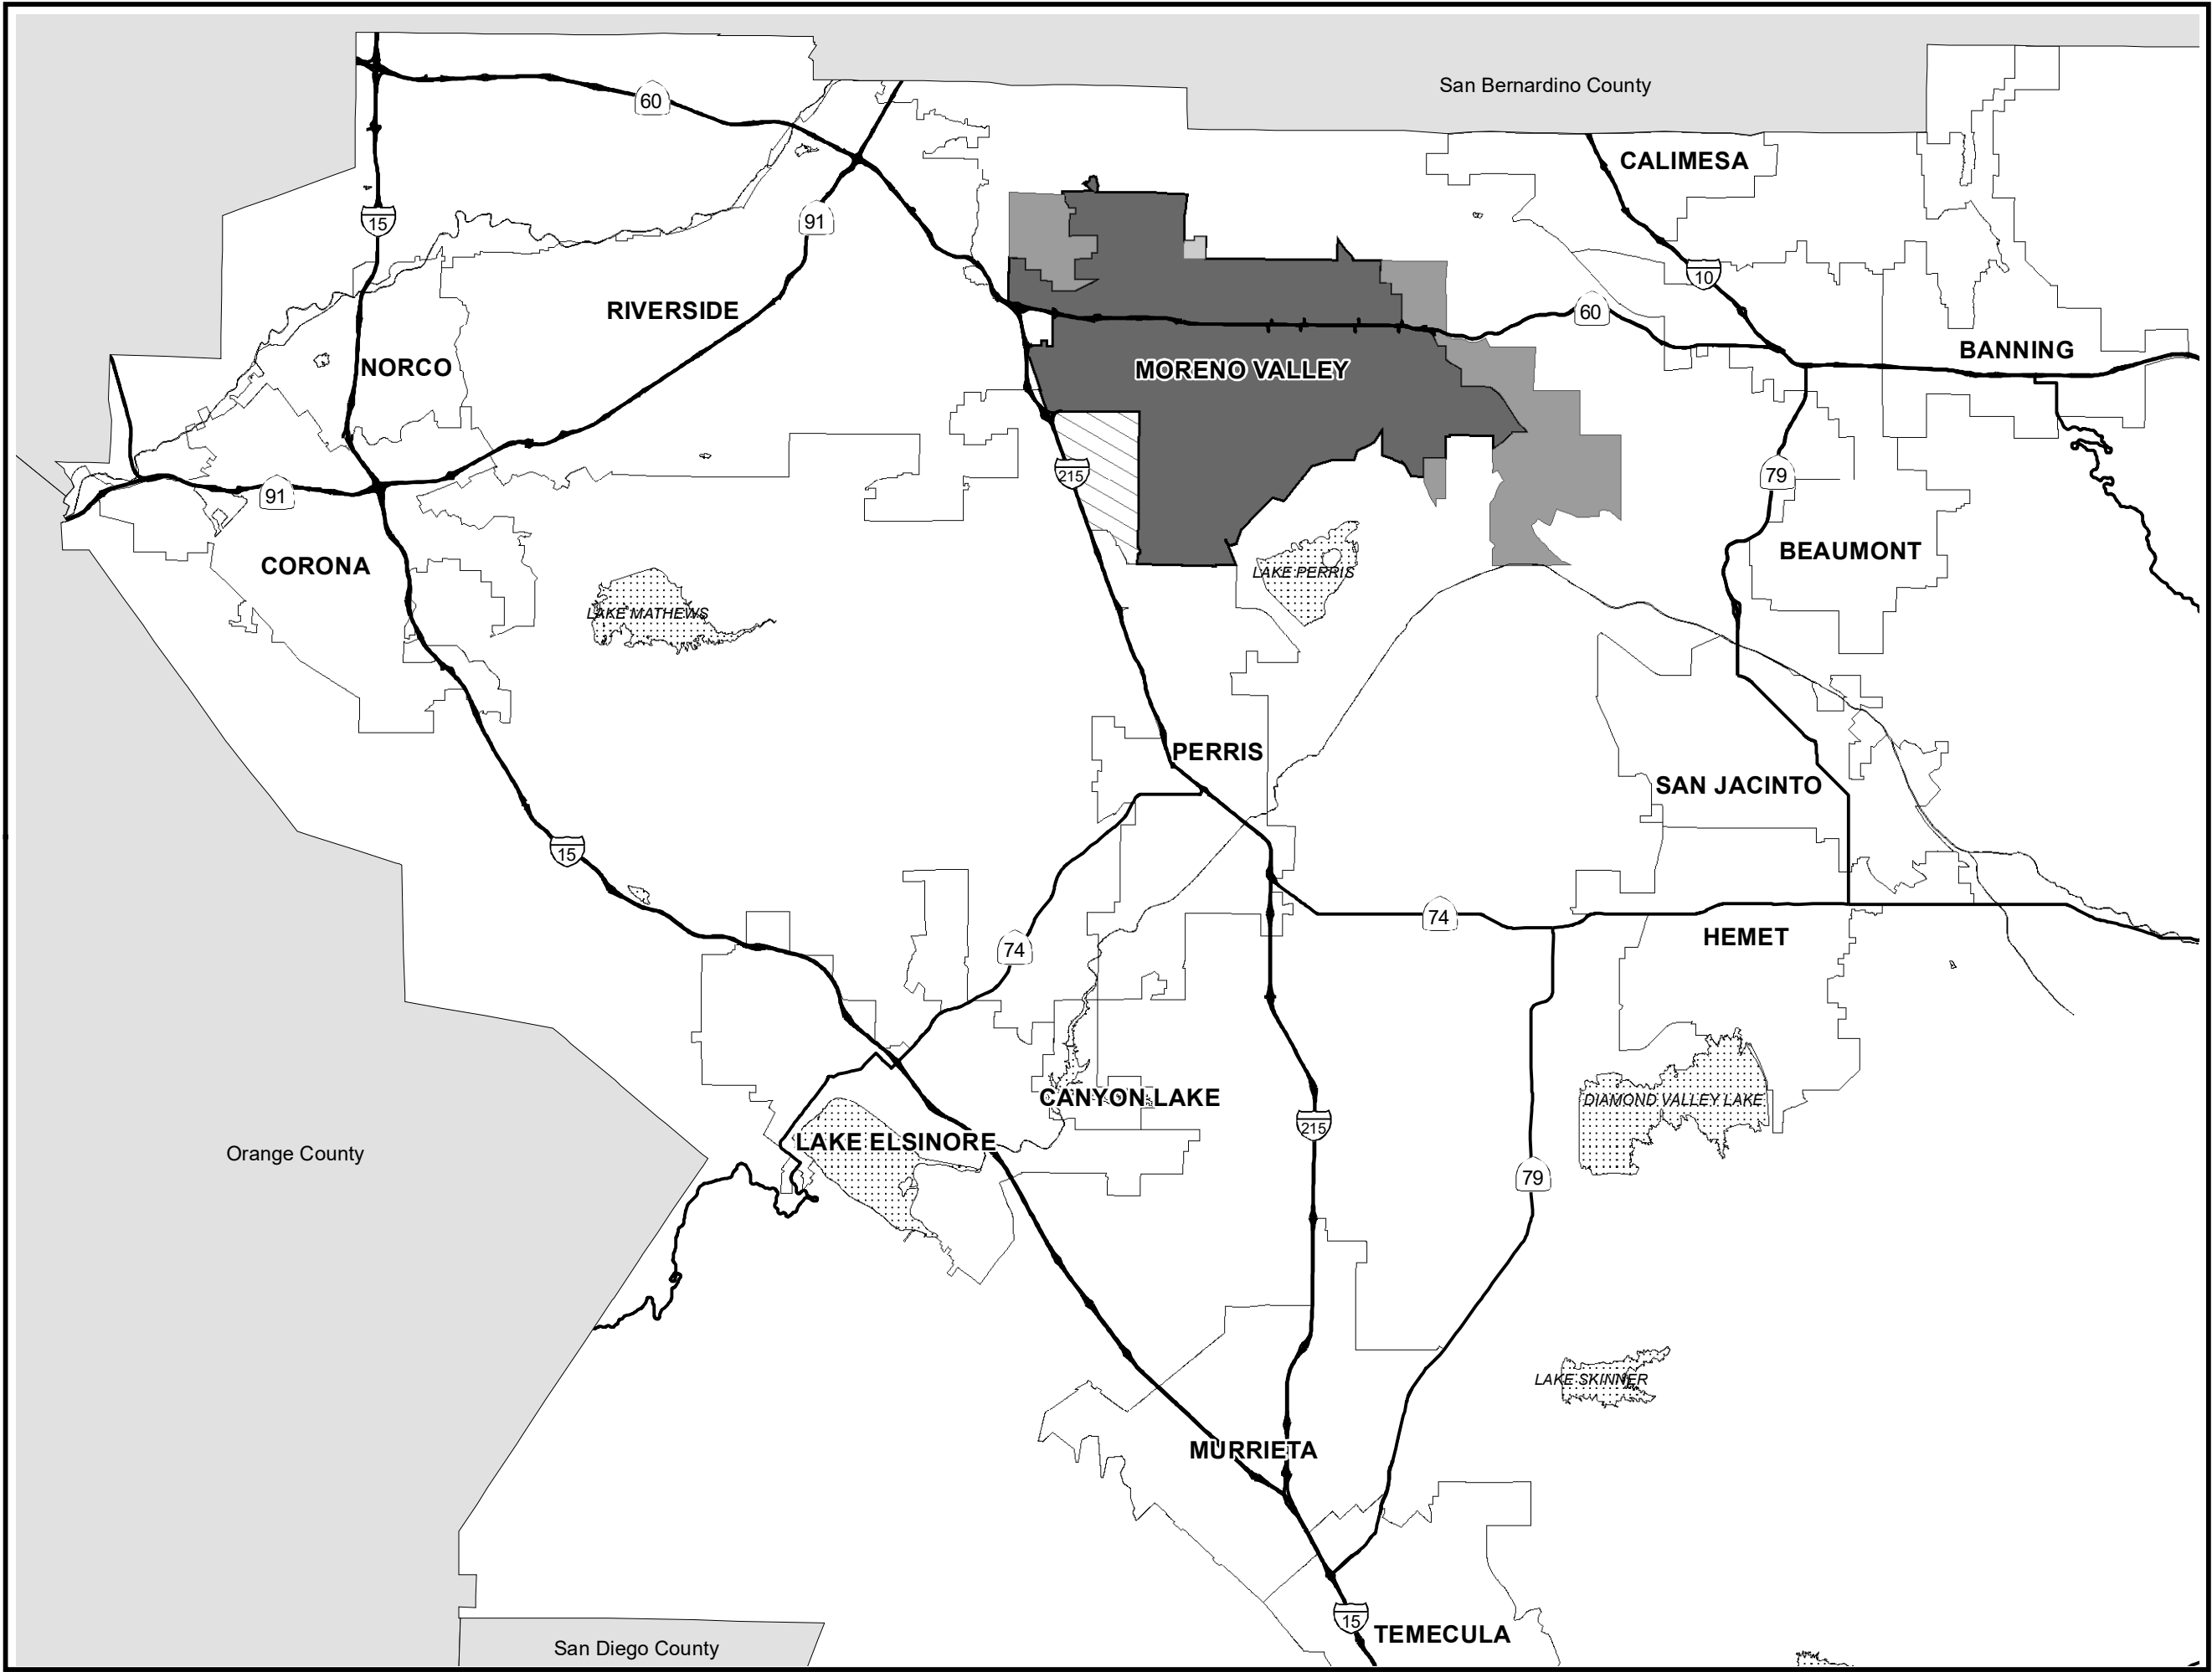 San Bernardino County
60
CALIMESA
15
91
10
RIVERSIDE
60
NORCO
BANNING
MORENO VALLEY
215
79
91
BEAUMONT
CORONA
LAKE PERRIS
LAKE MATHEWS
PERRIS
SAN JACINTO
15
74
HEMET
74
CANYON LAKE
DIAMOND VALLEY LAKE
215
LAKE ELSINORE
Orange County
79
LAKE SKINNER
MURRIETA
15
TEMECULA
San Diego County